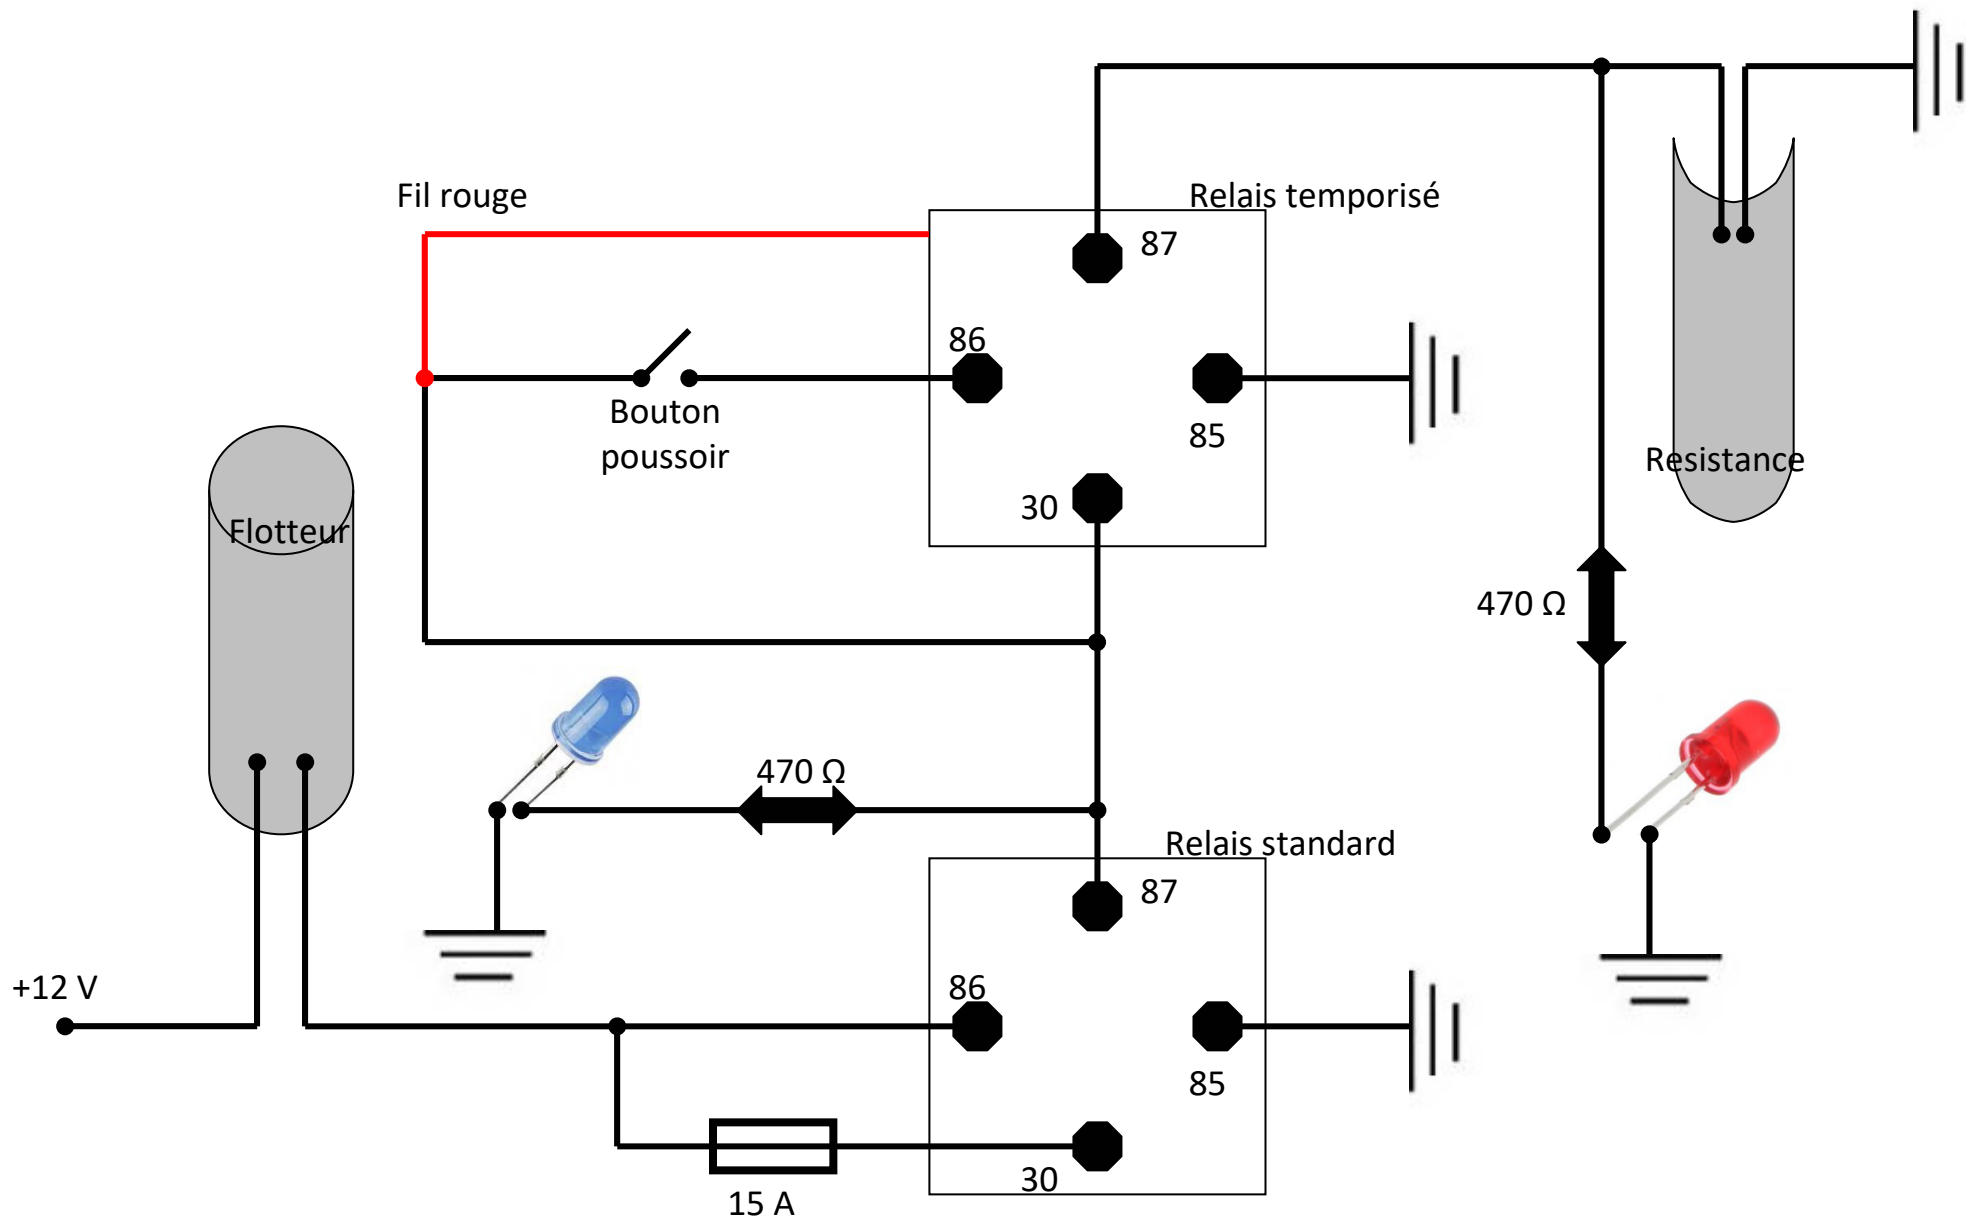 Fil rouge
Relais temporisé
87
86
Bouton
poussoir
85
30
Resistance
Flotteur
470 Ω
470 Ω
Relais standard
87
+12 V
86
85
30
15 A